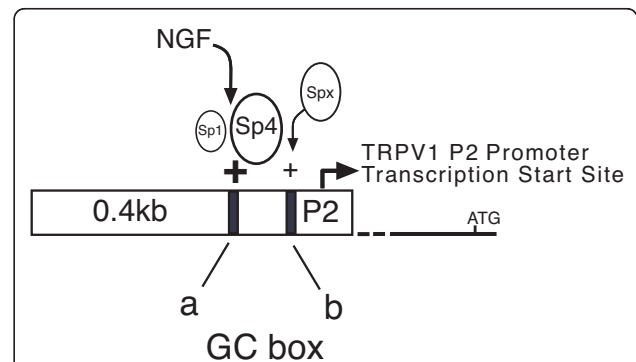 NGF
Spx
Sp1
Sp4
+
+
TRPV1 P2 Promoter
Transcription Start Site
0.4kb
P2
ATG
a
b
GC box